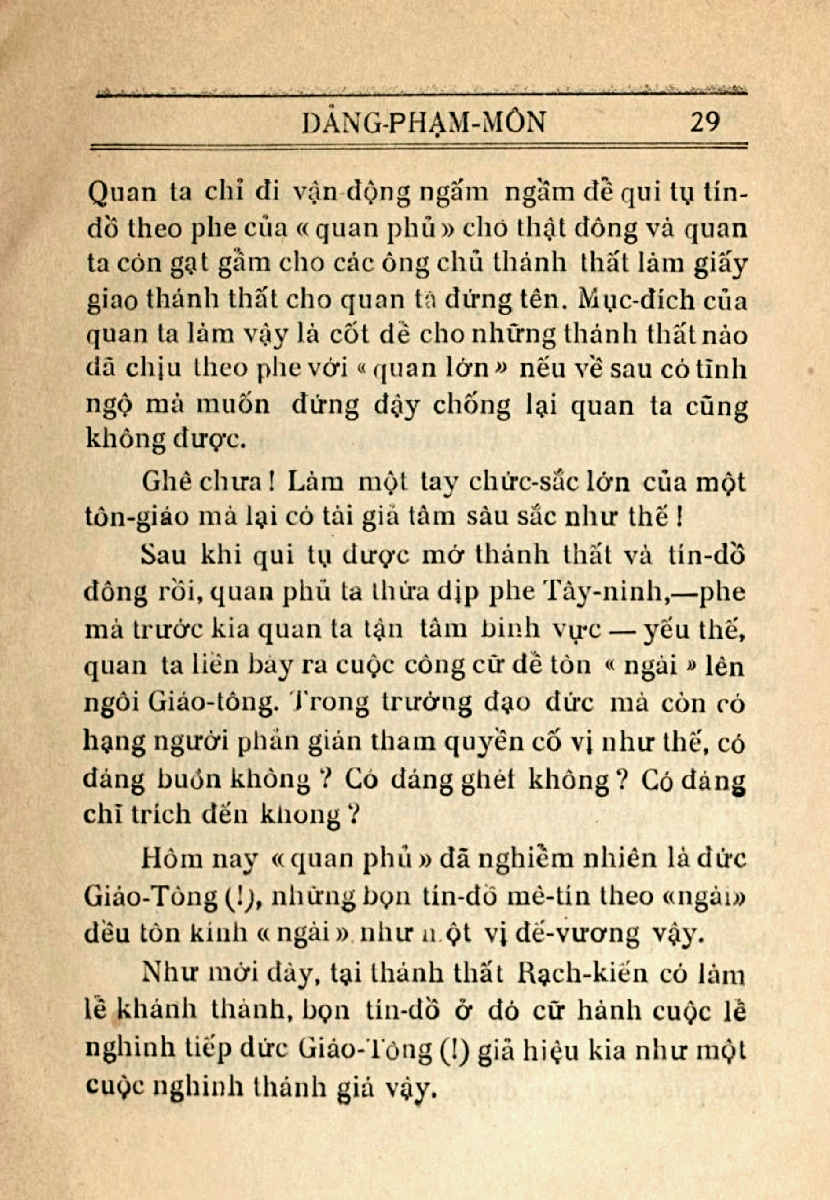 ĐẢNG-PHẠM-MÔN 29
Quan ta chỉ đi vận động ngấm ngầm để qui tụ tín-
đồ theo phe của « quan phủ » cho thật đông và quan
ta còn gạt gẫm cho các ông chủ thánh thất làm giấy
giao thánh thất cho quan ta đứng tên. Mục-đích của
quan ta làm vậy là cốt dể cho những thánh thất nào
đã chịu theo phe với « quan lớn » nếu về sau có tĩnh
ngộ mà muốn đứng đậy chống lại quan ta cũng
không được.
Ghê chưa ! Làm một tay chức-sắc lớn của một
tôn-giáo mà lại có tài giả tâm sâu sắc như thế !
Sau khi qui tụ được mớ thánh thất và tín-đồ
đông rồi, quan phủ ta thừa dịp phe Tây-ninh,—phe
mà trước kia quan ta tận tâm binh vực — yếu thế,
quan ta liền bày ra cuộc công cử để tôn « ngài » lên
ngôi Giáo-tông. Trong trường đạo đức mà còn có
hạng người phản gián tham quyền cố vị như thế, có
đáng buồn không ? Có đáng ghét không ? Có đáng
chỉ trích đến không ?
Hôm nay « quan phủ » đã nghiễm nhiên là đức
Giáo-Tông (!), những bọn tín-đồ mê-tín theo «ngài»
đều tôn kính « ngài » như một vị đế-vương vậy.
Như mới đây, tại thánh thất Rạch-kiến có làm
lễ khánh thành, bọn tín-đồ ở đó cử hành cuộc lễ
nghinh tiếp đức Giáo-Tông (!) giả hiệu kia như một
cuộc nghinh thánh giá vậy.